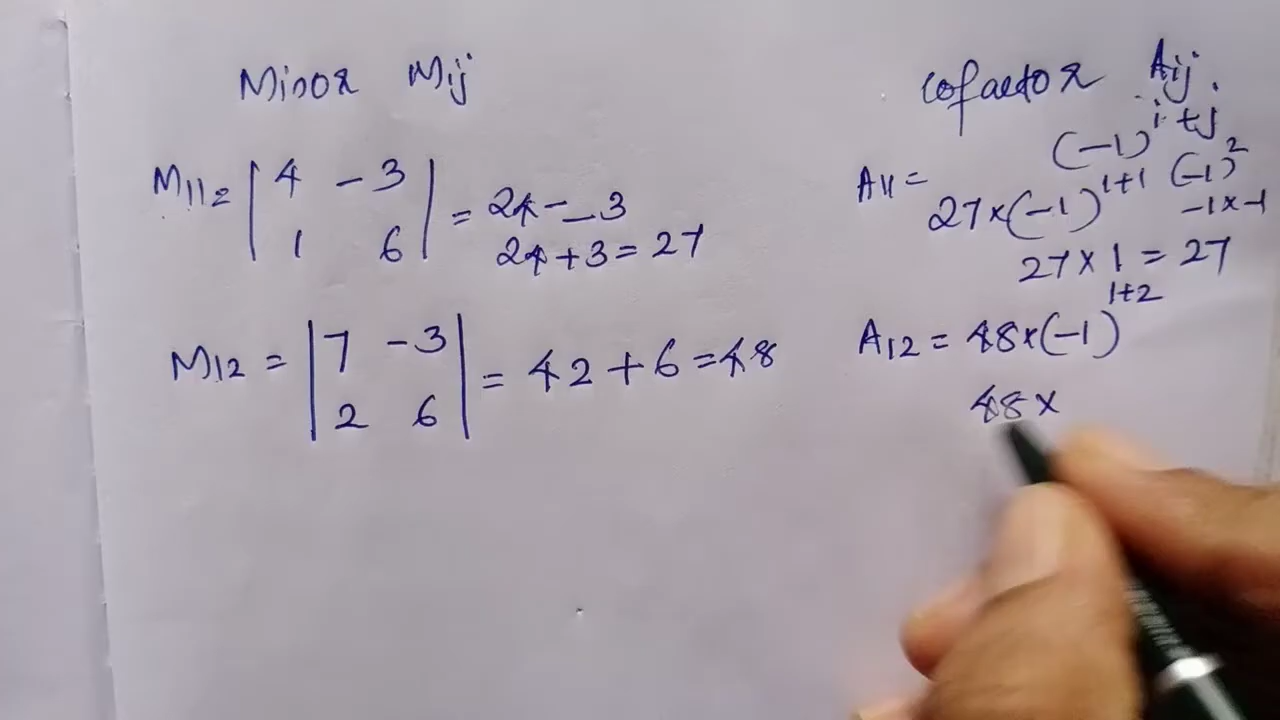 Minor Mij
Cofactor Aij.
(-1)^i+j
M11= | 4 -3 | = 24 - -3
| 1 6 | 24+3=27
A11=
27×(-1)^1+1 (-1)^2
-1×-1
27×1=27
M12 = | 7 -3 | = 42+6=48
| 2 6 |
A12=48×(-1)^1+2
48×